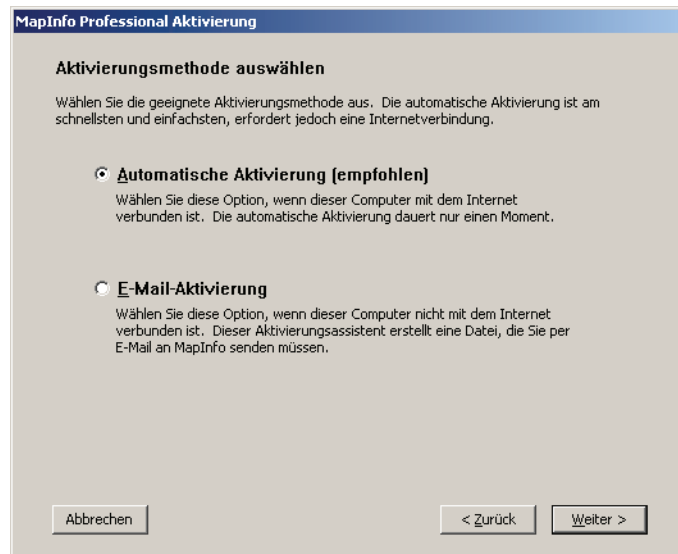 MapInfo Professional Aktivierung
Aktivierungsmethode auswählen
Wählen Sie die geeignete Aktivierungsmethode aus.  Die automatische Aktivierung ist am
schnellsten und einfachsten, erfordert jedoch eine Internetverbindung.
Automatische Aktivierung (empfohlen)
Wählen Sie diese Option, wenn dieser Computer mit dem Internet
verbunden ist.  Die automatische Aktivierung dauert nur einen Moment.
E-Mail-Aktivierung
Wählen Sie diese Option, wenn dieser Computer nicht mit dem Internet
verbunden ist.  Dieser Aktivierungsassistent erstellt eine Datei, die Sie per
E-Mail an MapInfo senden müssen.
Abbrechen
< Zurück
Weiter >